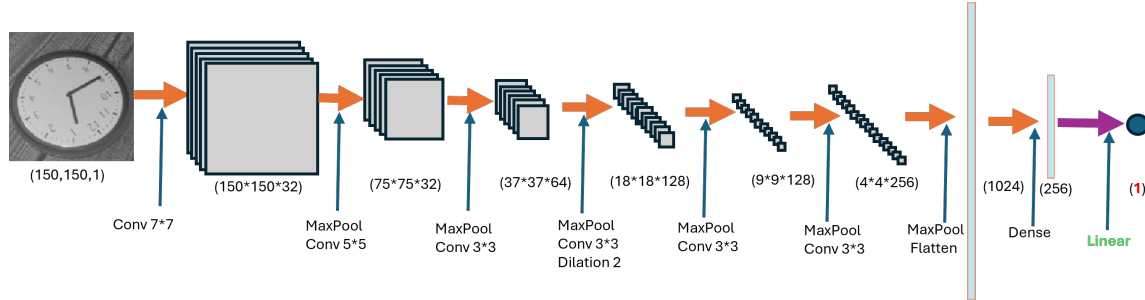 (150,150,1)
Conv 7*7
(150*150*32)
MaxPool
Conv 5*5
(75*75*32)
MaxPool
Conv 3*3
(37*37*64)
MaxPool
Conv 3*3
Dilation 2
(18*18*128)
MaxPool
Conv 3*3
(9*9*128)
MaxPool
Conv 3*3
(4*4*256)
MaxPool
Flatten
(1024)
Dense
(256)
Linear
(1)